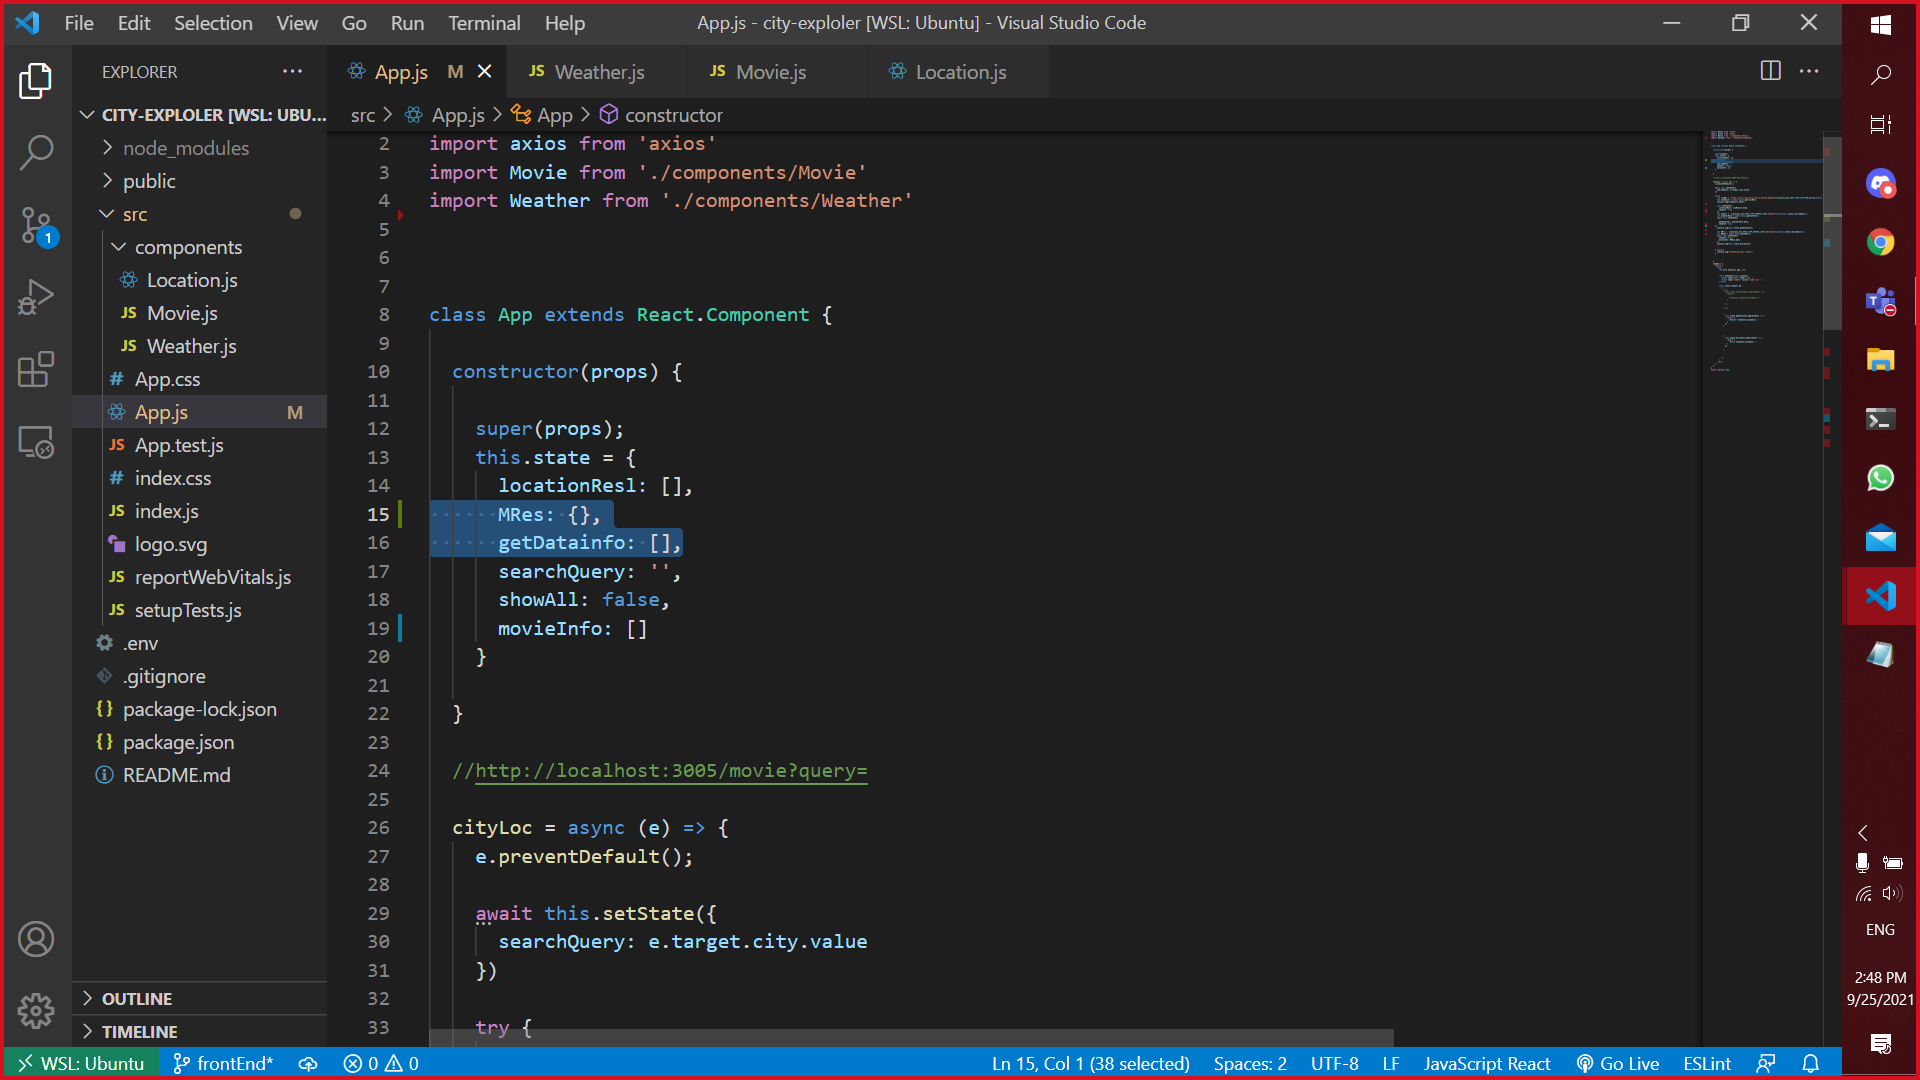 File Edit Selection View Go Run Terminal Help
App.js - city-exploler [WSL: Ubuntu] - Visual Studio Code
EXPLORER
CITY-EXPLOLER [WSL: UBU...
node_modules
public
src
components
Location.js
JS Movie.js
JS Weather.js
# App.css
App.js M
JS App.test.js
# index.css
JS index.js
logo.svg
JS reportWebVitals.js
JS setupTests.js
.env
.gitignore
{} package-lock.json
{} package.json
README.md
OUTLINE
TIMELINE
1
App.js M
JS Weather.js
JS Movie.js
Location.js
src > App.js > App > constructor
2 import axios from 'axios'
3 import Movie from './components/Movie'
4 import Weather from './components/Weather'
5
6
7
8 class App extends React.Component {
9
10 constructor(props) {
11
12 super(props);
13 this.state = {
14 locationResl: [],
15 MRes: {},
16 getDatainfo: [],
17 searchQuery: '',
18 showAll: false,
19 movieInfo: []
20 }
21
22 }
23
24 //http://localhost:3005/movie?query=
25
26 cityLoc = async (e) => {
27 e.preventDefault();
28
29 await this.setState({
30 searchQuery: e.target.city.value
31 })
32
33 try {
WSL: Ubuntu frontEnd* 0 0
Ln 15, Col 1 (38 selected) Spaces: 2 UTF-8 LF JavaScript React Go Live ESLint
ENG
2:48 PM
9/25/2021